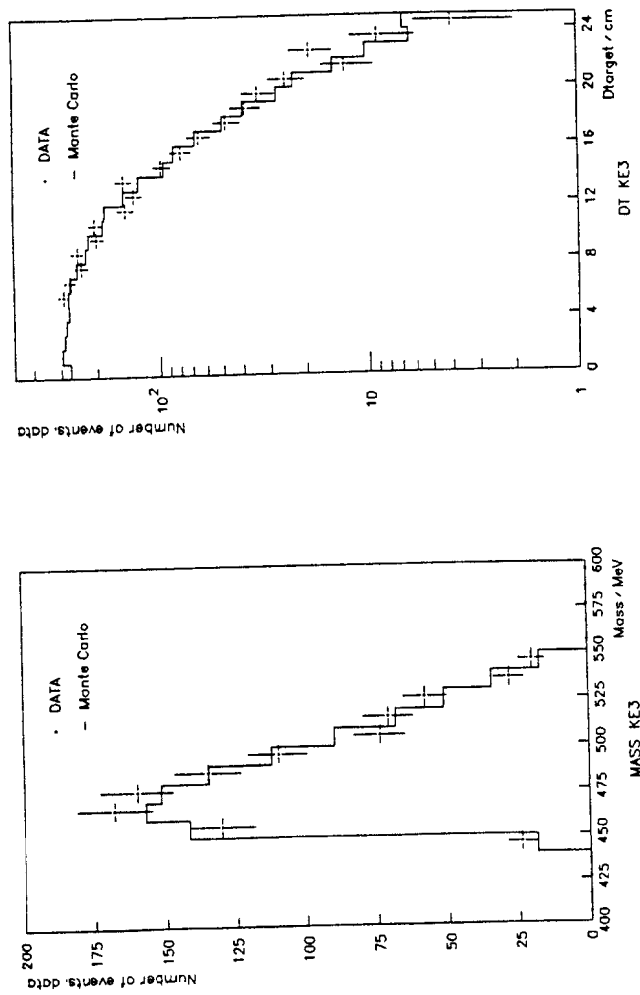 Number of events. data
200
175
150
125
100
75
50
25
0
· DATA
– Monte Carlo
400 425 450 475 500 525 550 575 600
Mass / MeV
MASS KE3
Number of events. data
10²
10
1
· DATA
– Monte Carlo
0 4 8 12 16 20 24
Dtarget / cm
DT KE3